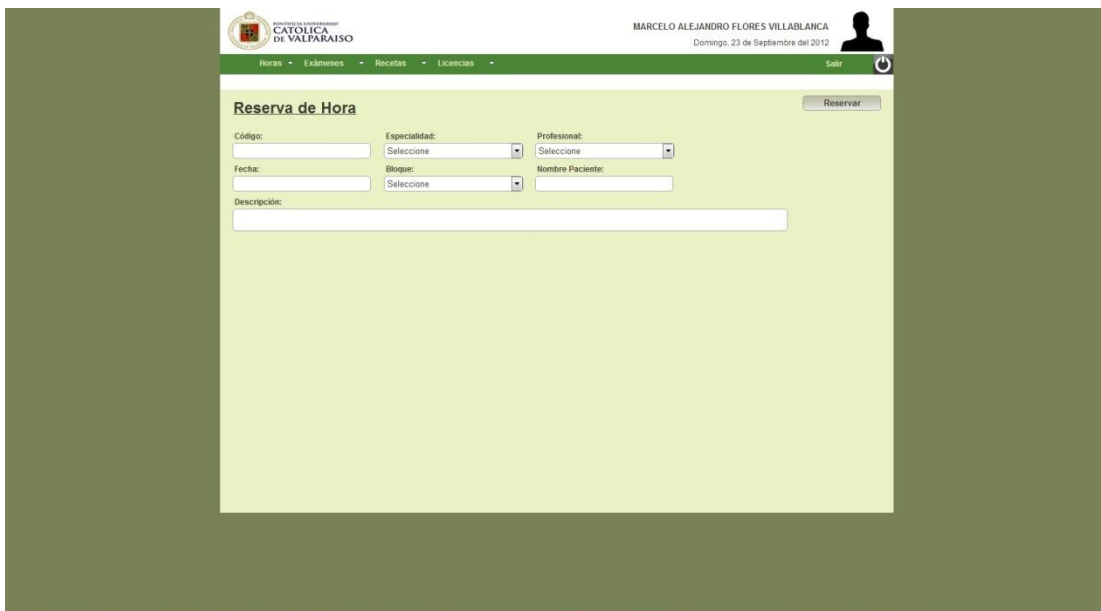 PONTIFICIA UNIVERSIDAD
CATOLICA
DE VALPARAISO
MARCELO ALEJANDRO FLORES VILLABLANCA
Domingo, 23 de Septiembre del 2012
Horas Exámenes Recetas Licencias Salir
Reserva de Hora Reservar
Código: Especialidad: Profesional:
Seleccione Seleccione
Fecha: Bloque: Nombre Paciente:
Seleccione
Descripción: